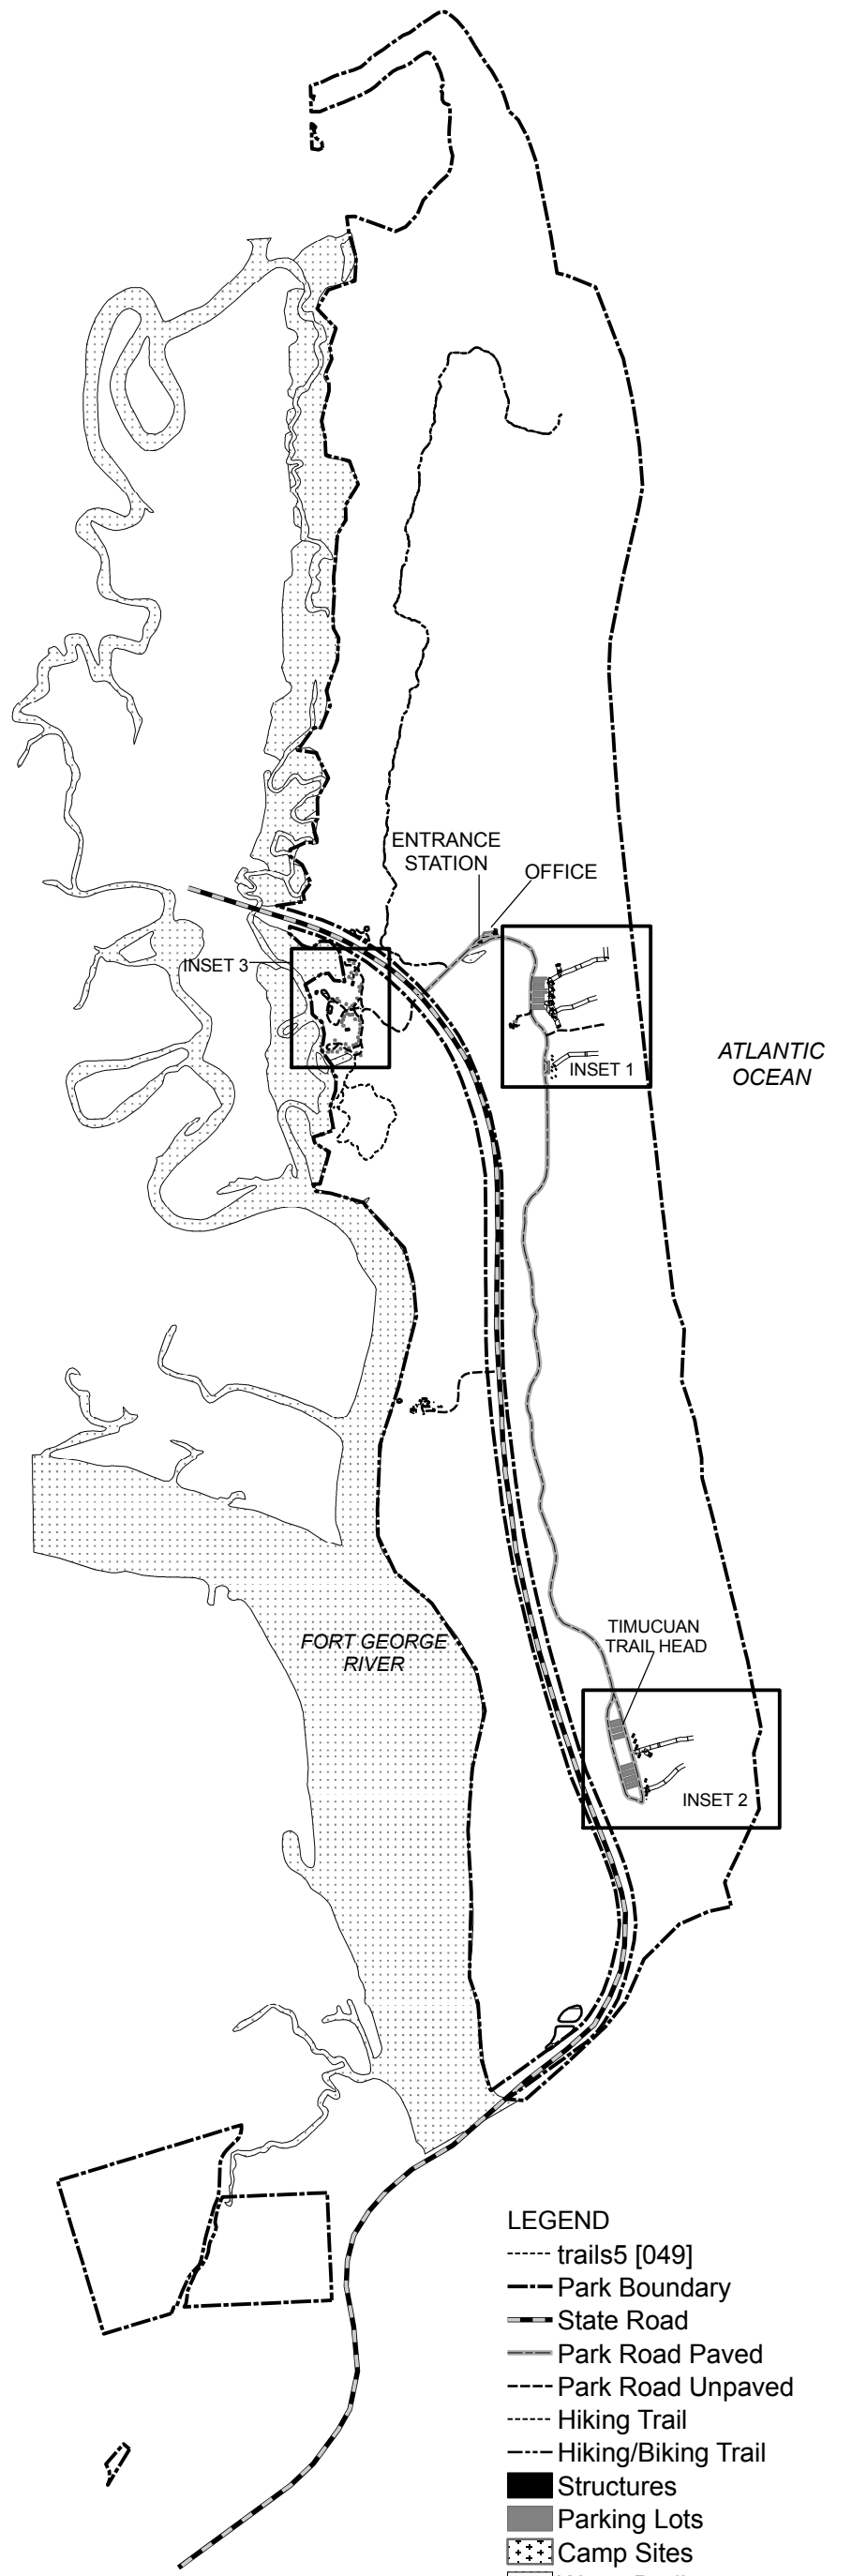 ENTRANCE
STATION
OFFICE
INSET 3
INSET 1
ATLANTIC
OCEAN
TIMUCUAN
TRAIL HEAD
FORT GEORGE
RIVER
INSET 2
LEGEND
trails5 [049]
Park Boundary
State Road
Park Road Paved
Park Road Unpaved
Hiking Trail
Hiking/Biking Trail
Structures
Parking Lots
Camp Sites